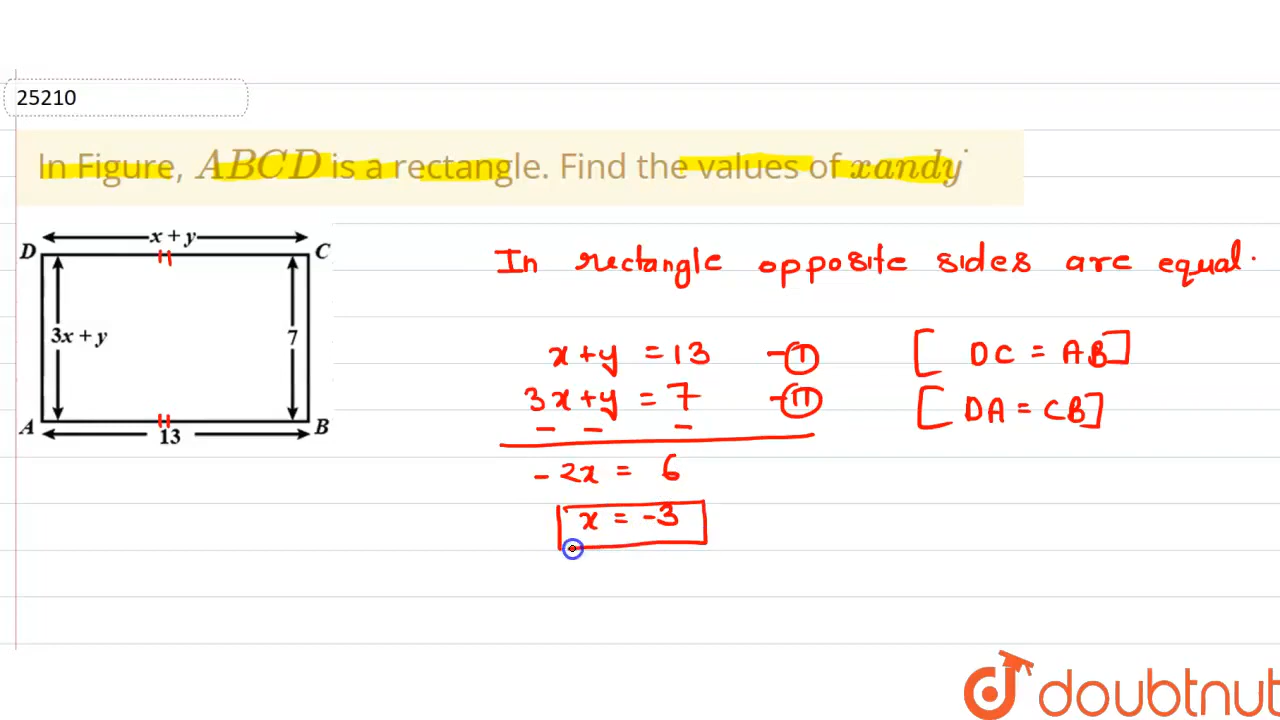 25210
In Figure, ABCD is a rectangle. Find the values of xandy
D x + y C
3x + y 7
A 13 B
In rectangle opposite sides are equal.
x+y = 13 - I [ DC = AB ]
3x+y = 7 - II [ DA = CB ]
- - -
- 2x = 6
x = -3
doubtnut